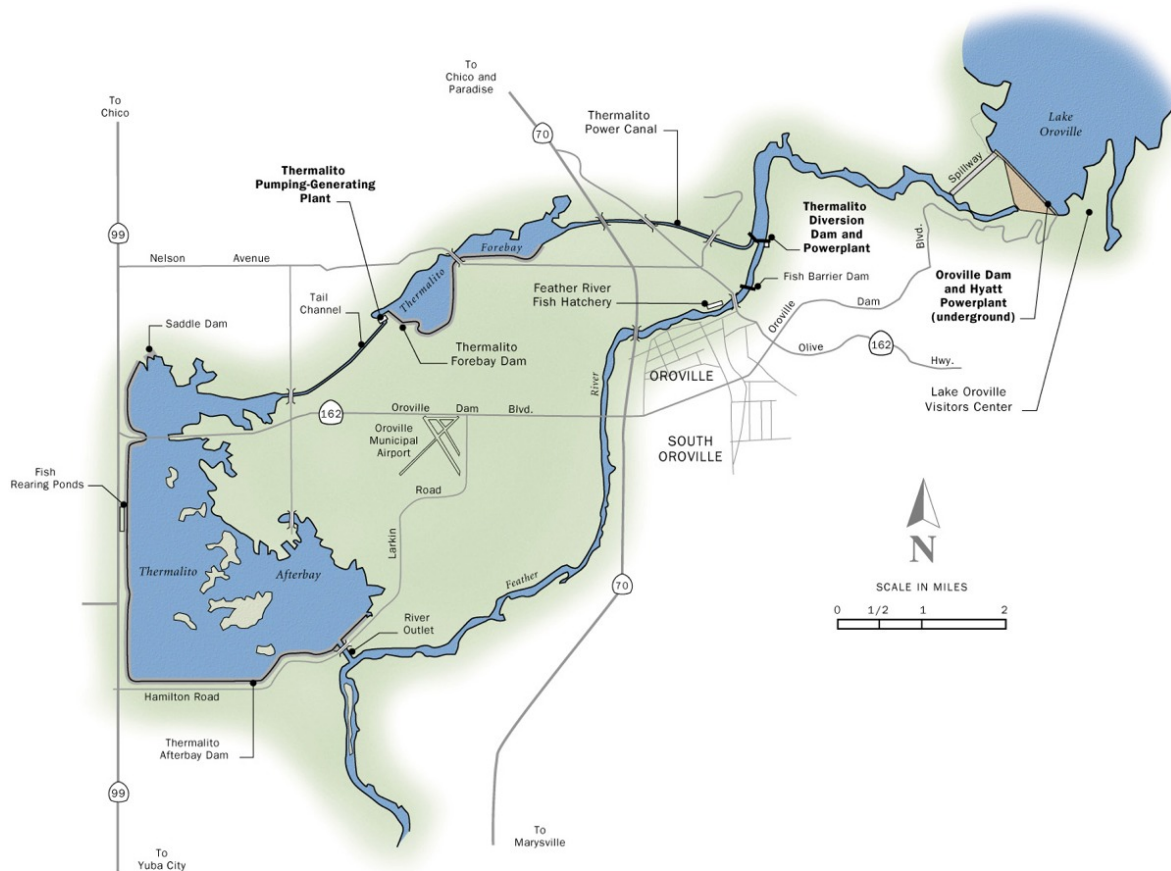 To
Chico and
Paradise
To
Chico
70
Thermalito
Power Canal
Lake
Oroville
Spillway
Thermalito
Pumping-Generating
Plant
99
Nelson Avenue
Forebay
Thermalito
Thermalito
Diversion
Dam and
Powerplant
Blvd.
Fish Barrier Dam
Oroville Dam
and Hyatt
Powerplant
(underground)
Tail
Channel
Feather River
Fish Hatchery
Dam
Oroville
Saddle Dam
Thermalito
Forebay Dam
Olive
162
Hwy.
OROVILLE
River
Lake Oroville
Visitors Center
162
Oroville Dam Blvd.
Oroville
Municipal
Airport
SOUTH
OROVILLE
Fish
Rearing Ponds
Road
Larkin
N
Thermalito
Afterbay
Feather
70
SCALE IN MILES
0 1/2 1 2
River
Outlet
Hamilton Road
Thermalito
Afterbay Dam
99
To
Marysville
To
Yuba City